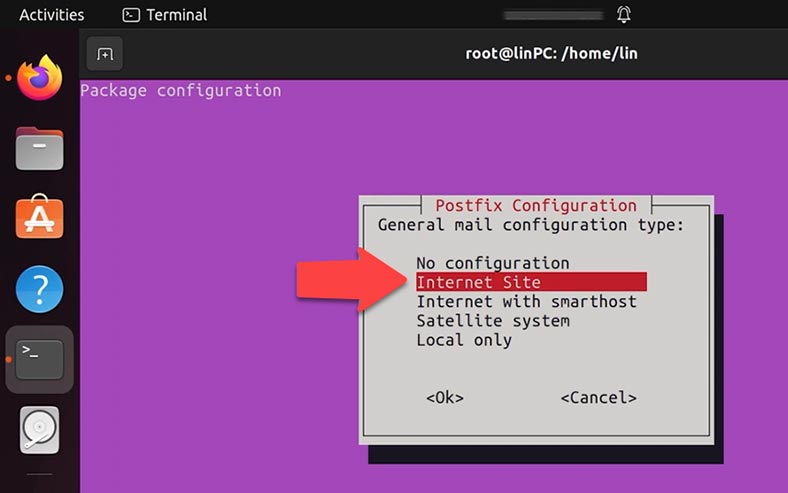 Activities
Terminal
root@linPC: /home/lin
Package configuration
Postfix Configuration
General mail configuration type:
No configuration
Internet Site
Internet with smarthost
Satellite system
Local only
<Ok> <Cancel>